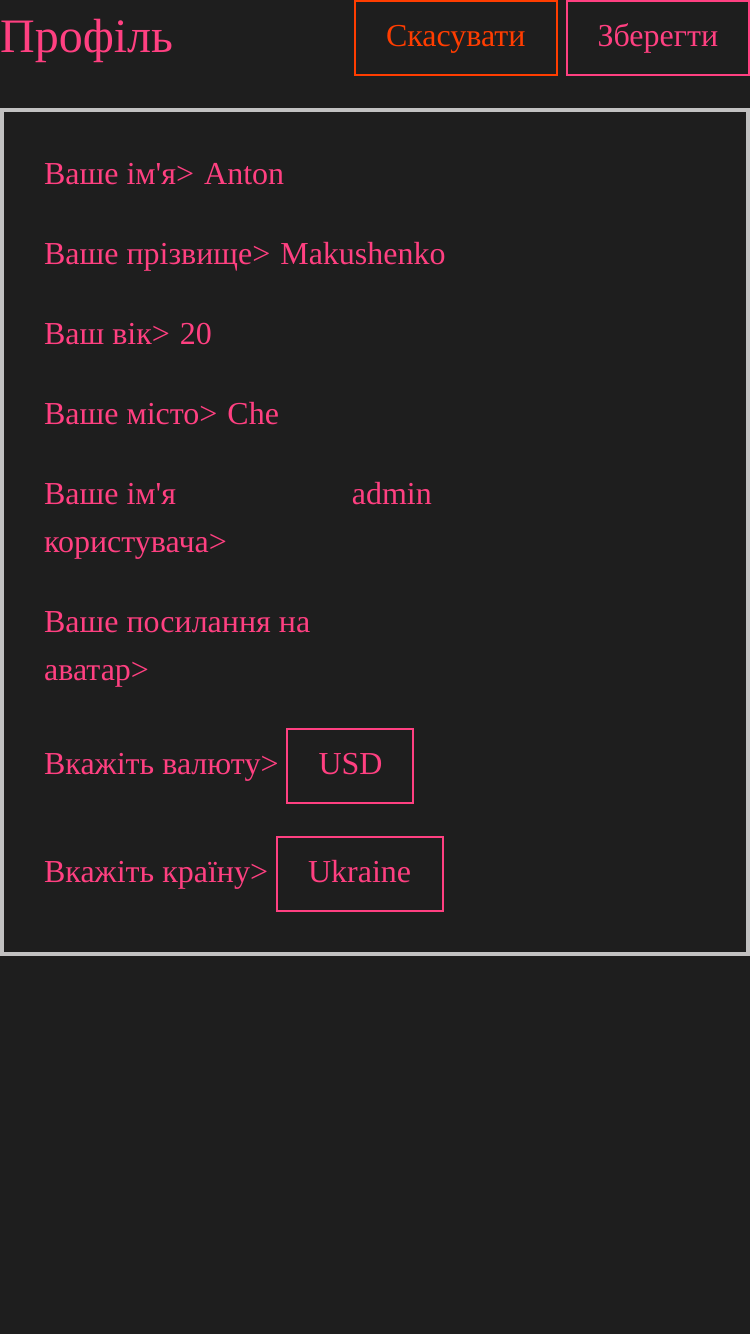 Профіль Скасувати Зберегти
Ваше ім'я> Anton
Ваше прізвище> Makushenko
Ваш вік> 20
Ваше місто> Che
Ваше ім'я admin
користувача>
Ваше посилання на
аватар>
Вкажіть валюту> USD
Вкажіть країну> Ukraine